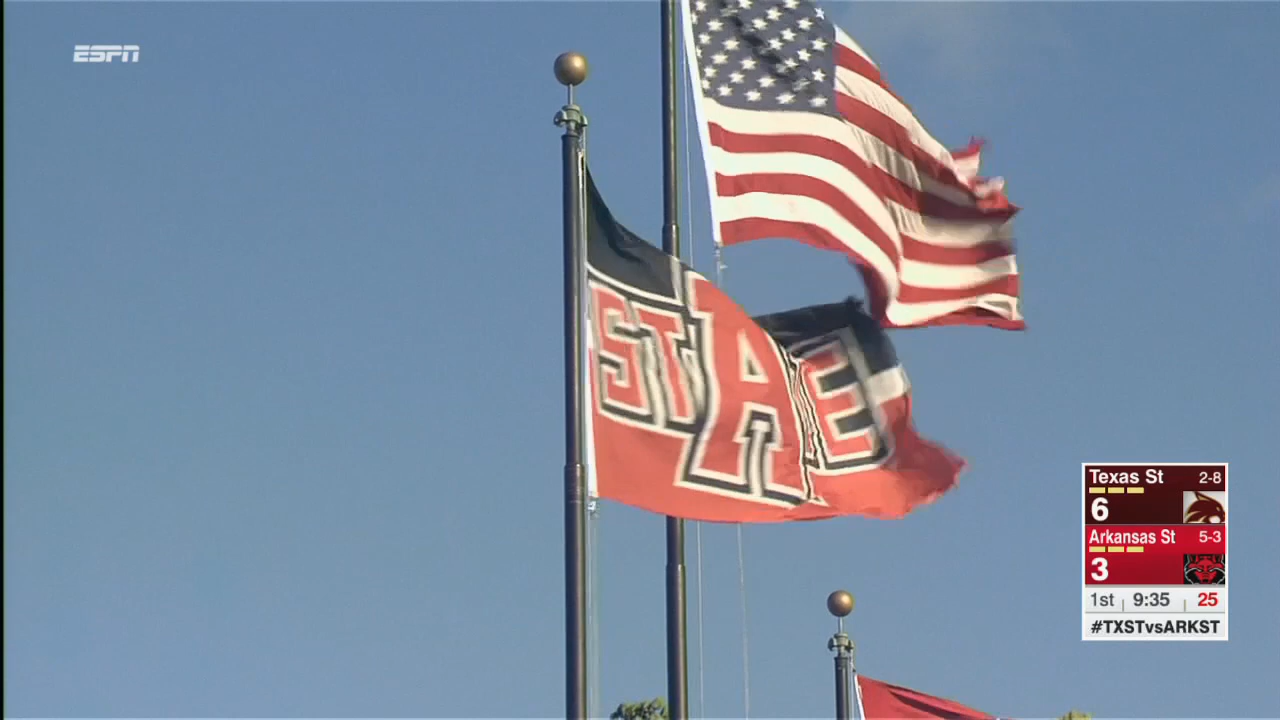 ESPN
STATE
Texas St 2-8
6
Arkansas St 5-3
3
1st 9:35 25
#TXSTvsARKST